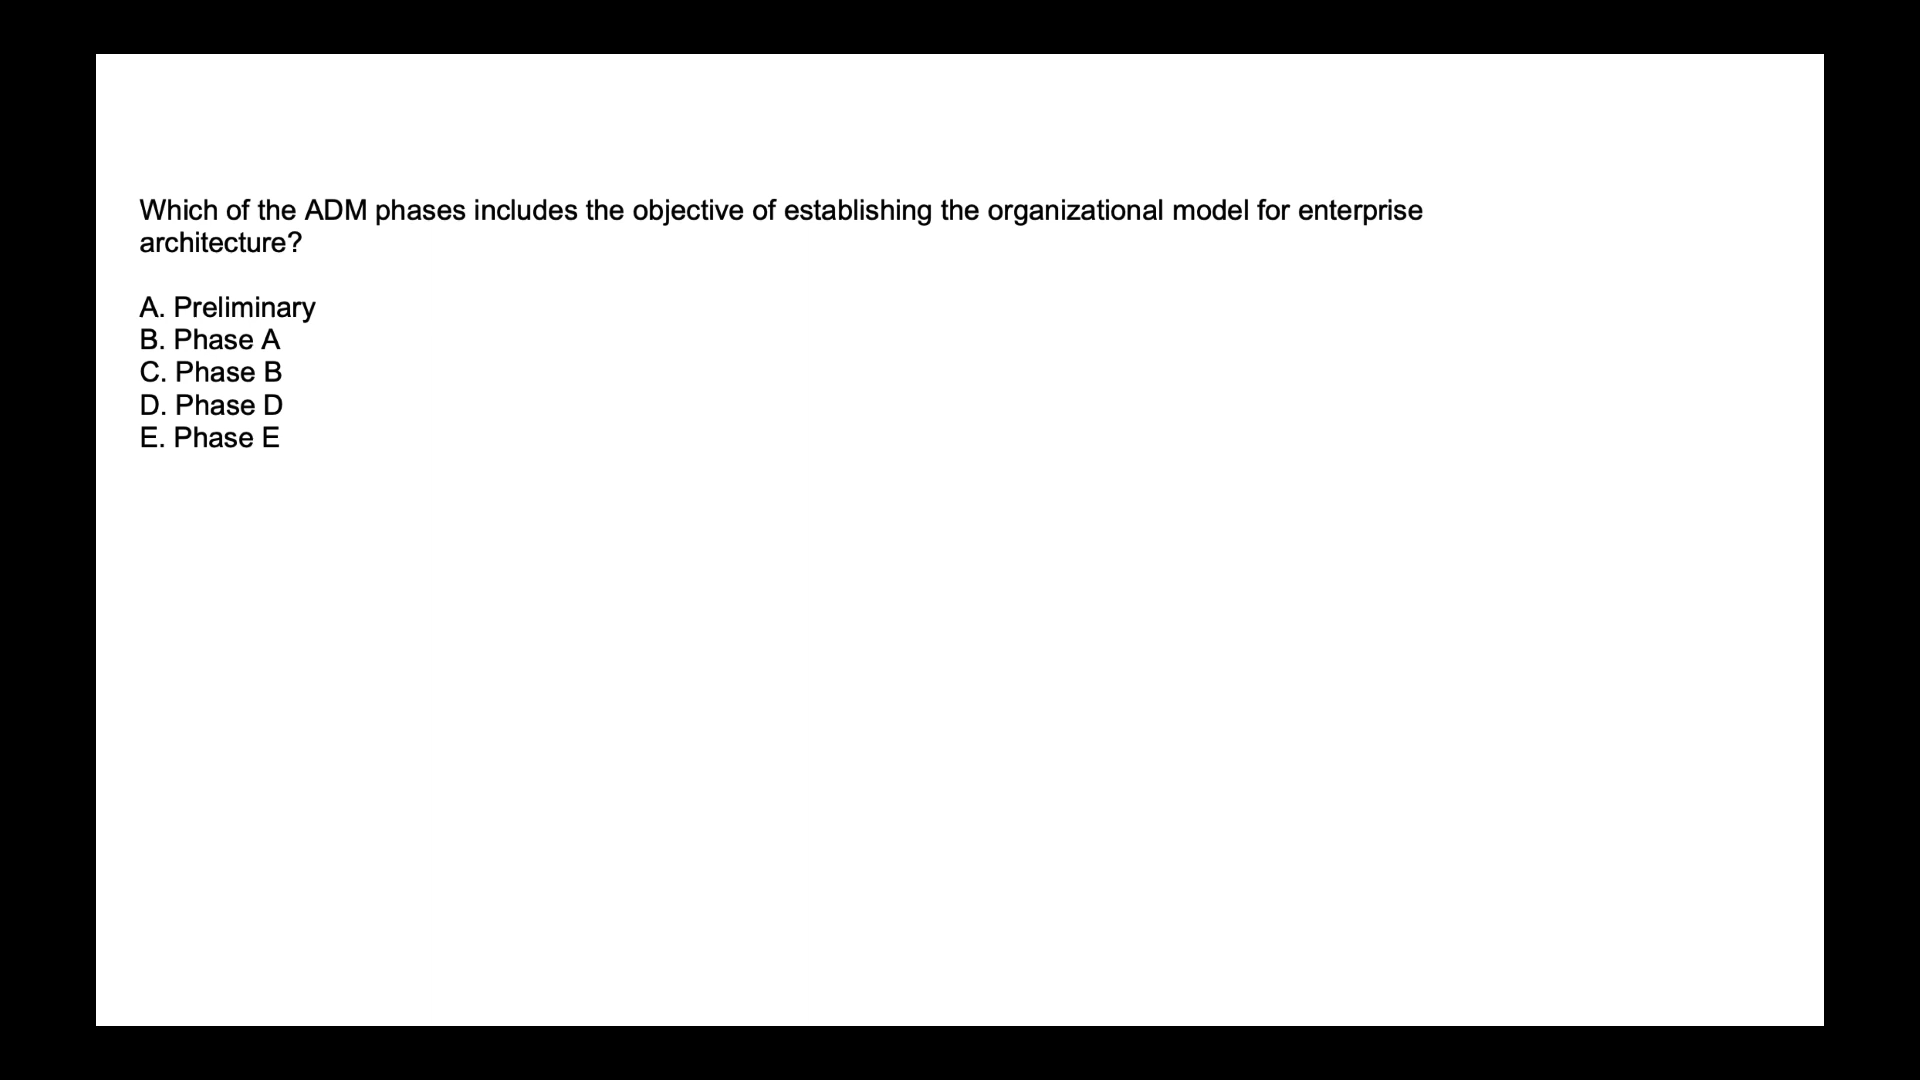 Which of the ADM phases includes the objective of establishing the organizational model for enterprise
architecture?
A. Preliminary
B. Phase A
C. Phase B
D. Phase D
E. Phase E